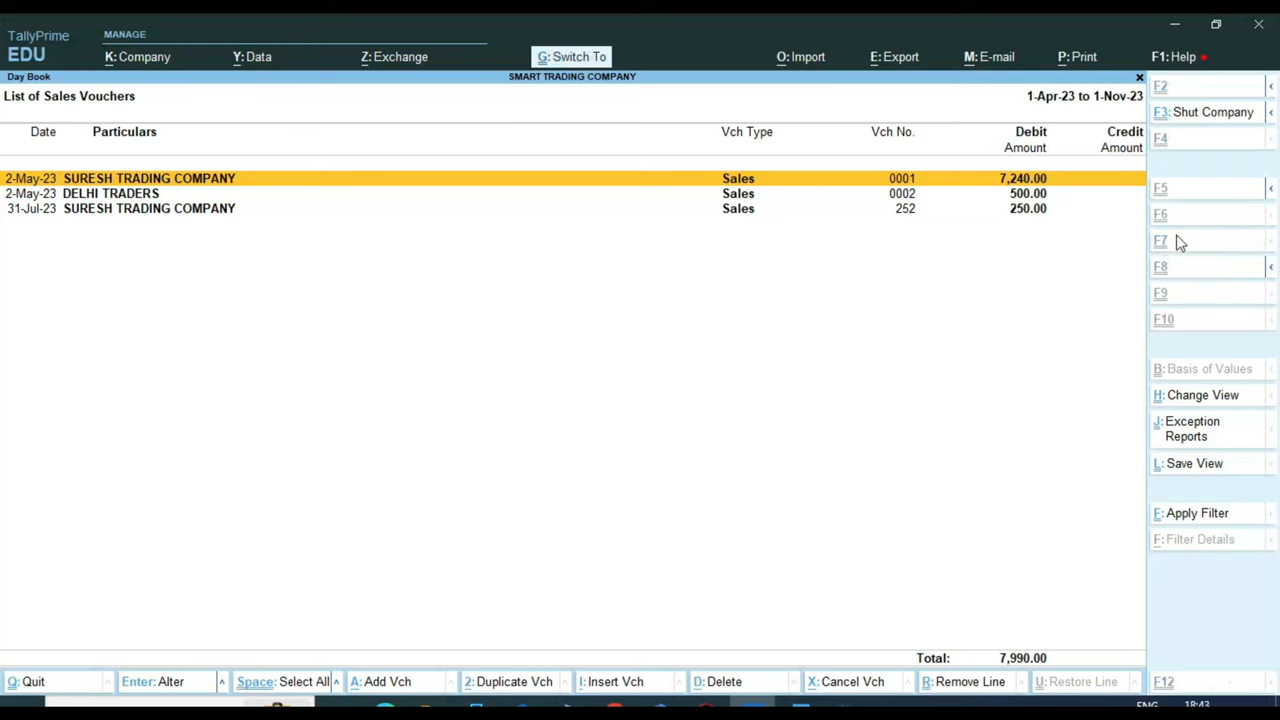 TallyPrime
EDU
MANAGE
K: Company
Y: Data
Z: Exchange
G: Switch To
O: Import
E: Export
M: E-mail
P: Print
F1: Help
Day Book
SMART TRADING COMPANY
List of Sales Vouchers
1-Apr-23 to 1-Nov-23
Date Particulars Vch Type Vch No. Debit Credit
Amount Amount
2-May-23 SURESH TRADING COMPANY Sales 0001 7,240.00
2-May-23 DELHI TRADERS Sales 0002 500.00
31-Jul-23 SURESH TRADING COMPANY Sales 252 250.00
Total: 7,990.00
F2
F3: Shut Company
F4
F5
F6
F7
F8
F9
F10
B: Basis of Values
H: Change View
J: Exception
Reports
L: Save View
F: Apply Filter
F: Filter Details
F12
Q: Quit
Enter: Alter
Space: Select All
A: Add Vch
2: Duplicate Vch
I: Insert Vch
D: Delete
X: Cancel Vch
R: Remove Line
U: Restore Line
ENG
18:43